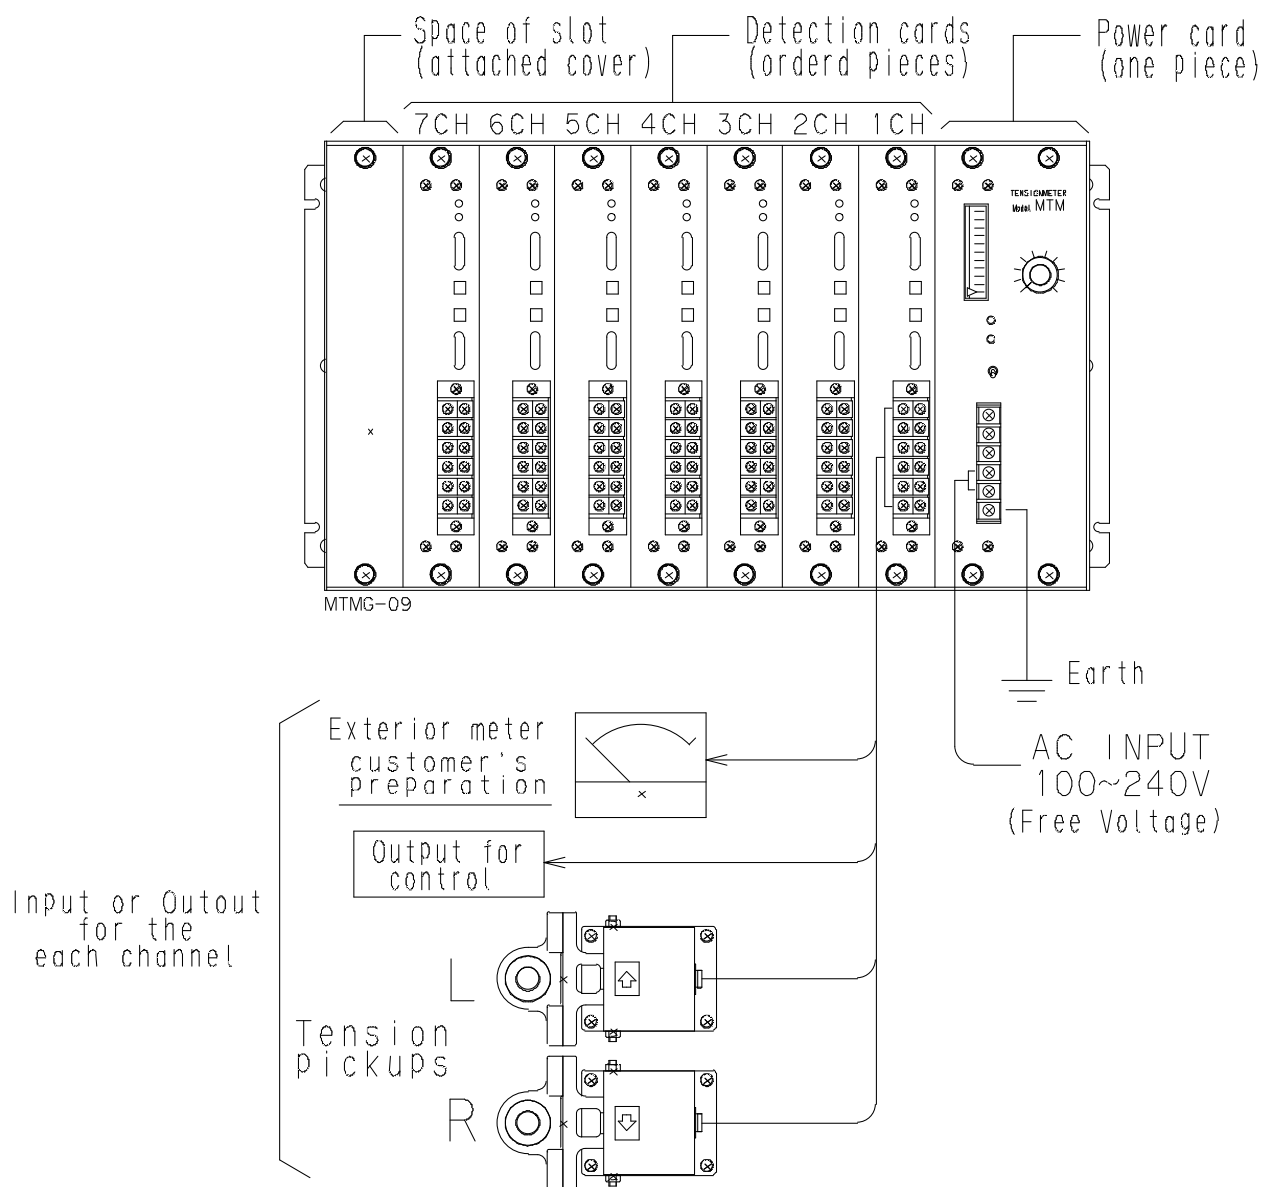 Space of slot
(attached cover)
Detection cards
(orderd pieces)
Power card
(one piece)
7CH 6CH 5CH 4CH 3CH 2CH 1CH
TENSIONMETER
Model MTM
MTMG-09
Earth
AC INPUT
100~240V
(Free Voltage)
Exterior meter
customer's
preparation
Output for
control
Input or Outout
for the
each channel
L
Tension
pickups
R